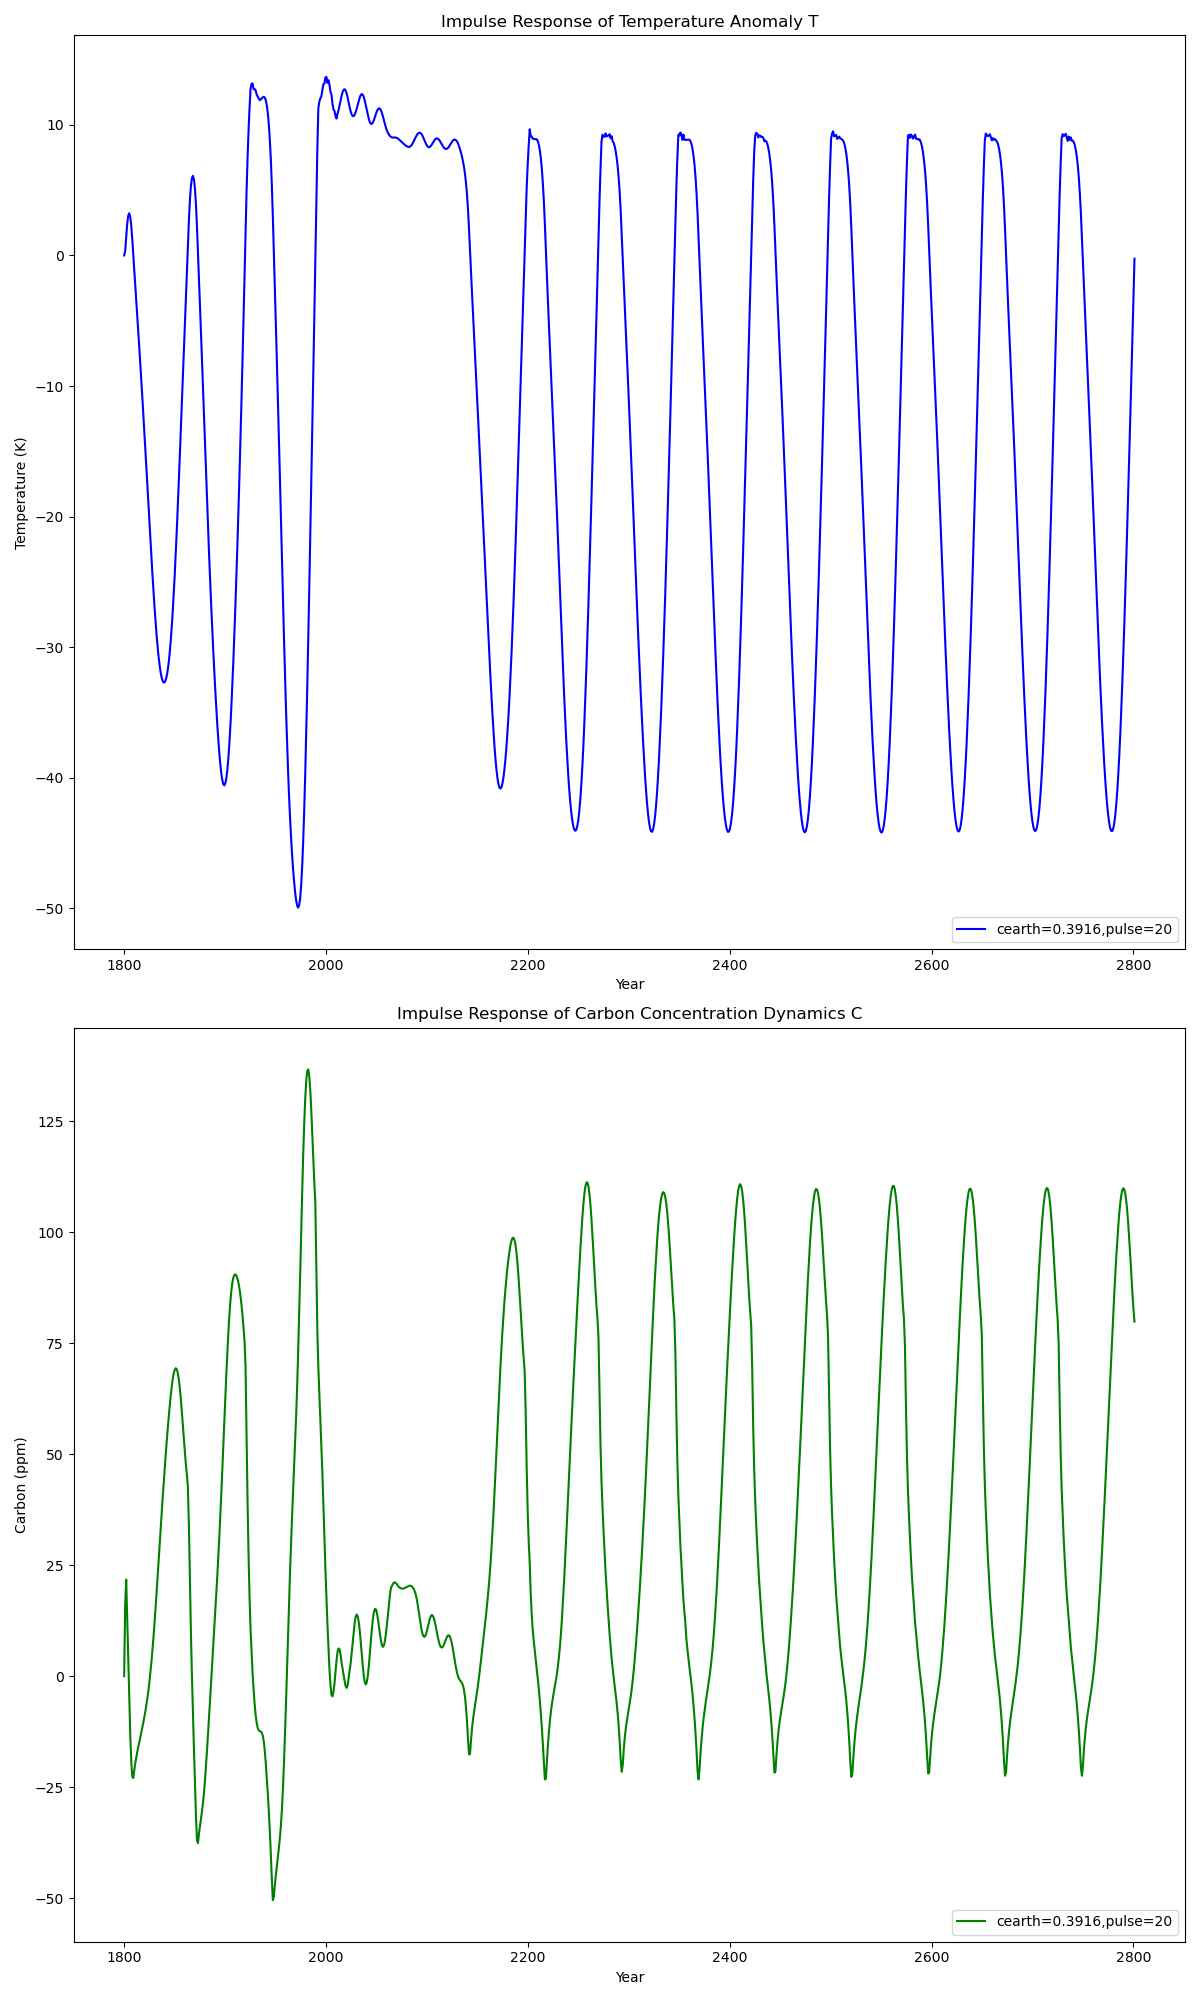 Impulse Response of Temperature Anomaly T
10
0
−10
−20
−30
−40
−50
Temperature (K)
cearth=0.3916,pulse=20
1800 2000 2200 2400 2600 2800
Year
Impulse Response of Carbon Concentration Dynamics C
125
100
75
50
25
0
−25
−50
Carbon (ppm)
cearth=0.3916,pulse=20
1800 2000 2200 2400 2600 2800
Year